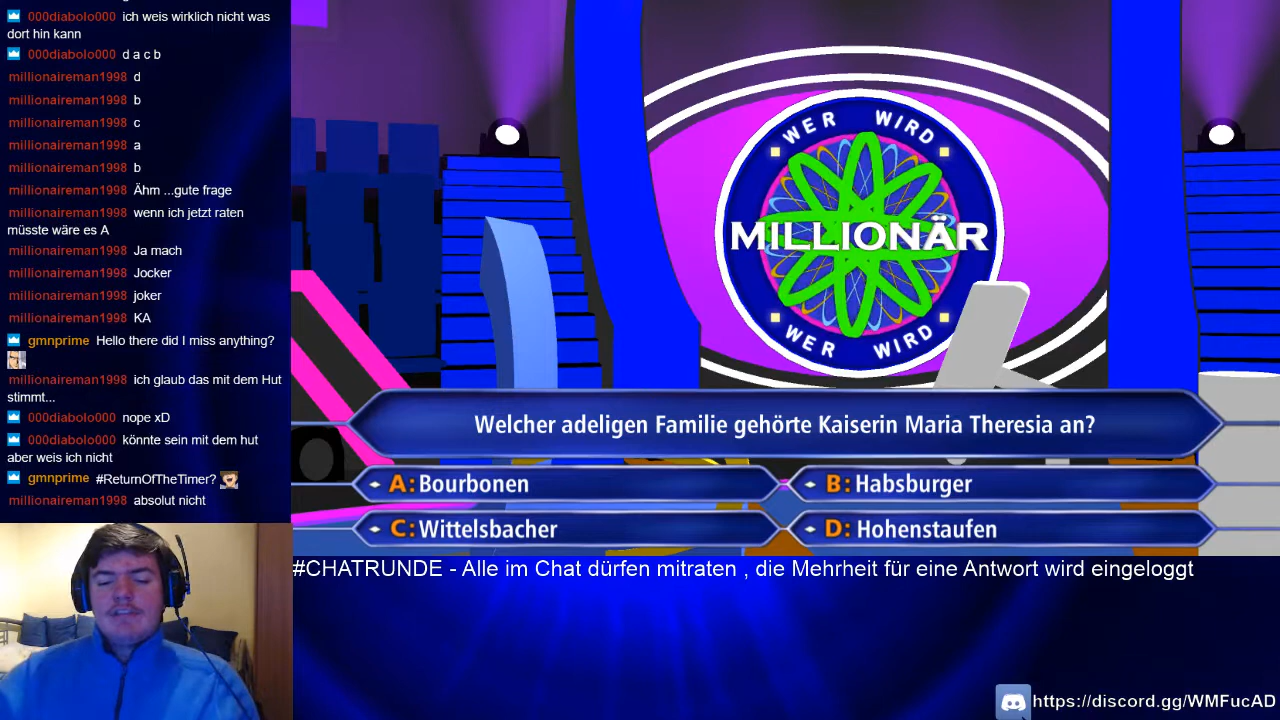 000diabolo000 ich weis wirklich nicht was
dort hin kann
000diabolo000 d a c b
millionaireman1998 d
millionaireman1998 b
millionaireman1998 c
millionaireman1998 a
millionaireman1998 b
millionaireman1998 Ähm ...gute frage
millionaireman1998 wenn ich jetzt raten
müsste wäre es A
millionaireman1998 Ja mach
millionaireman1998 Jocker
millionaireman1998 joker
millionaireman1998 KA
gmnprime Hello there did I miss anything?
millionaireman1998 ich glaub das mit dem Hut
stimmt...
000diabolo000 nope xD
000diabolo000 könnte sein mit dem hut
aber weis ich nicht
gmnprime #ReturnOfTheTimer?
millionaireman1998 absolut nicht
WER WIRD
MILLIONÄR
WER WIRD
Welcher adeligen Familie gehörte Kaiserin Maria Theresia an?
A: Bourbonen
B: Habsburger
C: Wittelsbacher
D: Hohenstaufen
#CHATRUNDE - Alle im Chat dürfen mitraten , die Mehrheit für eine Antwort wird eingeloggt
https://discord.gg/WMFucAD